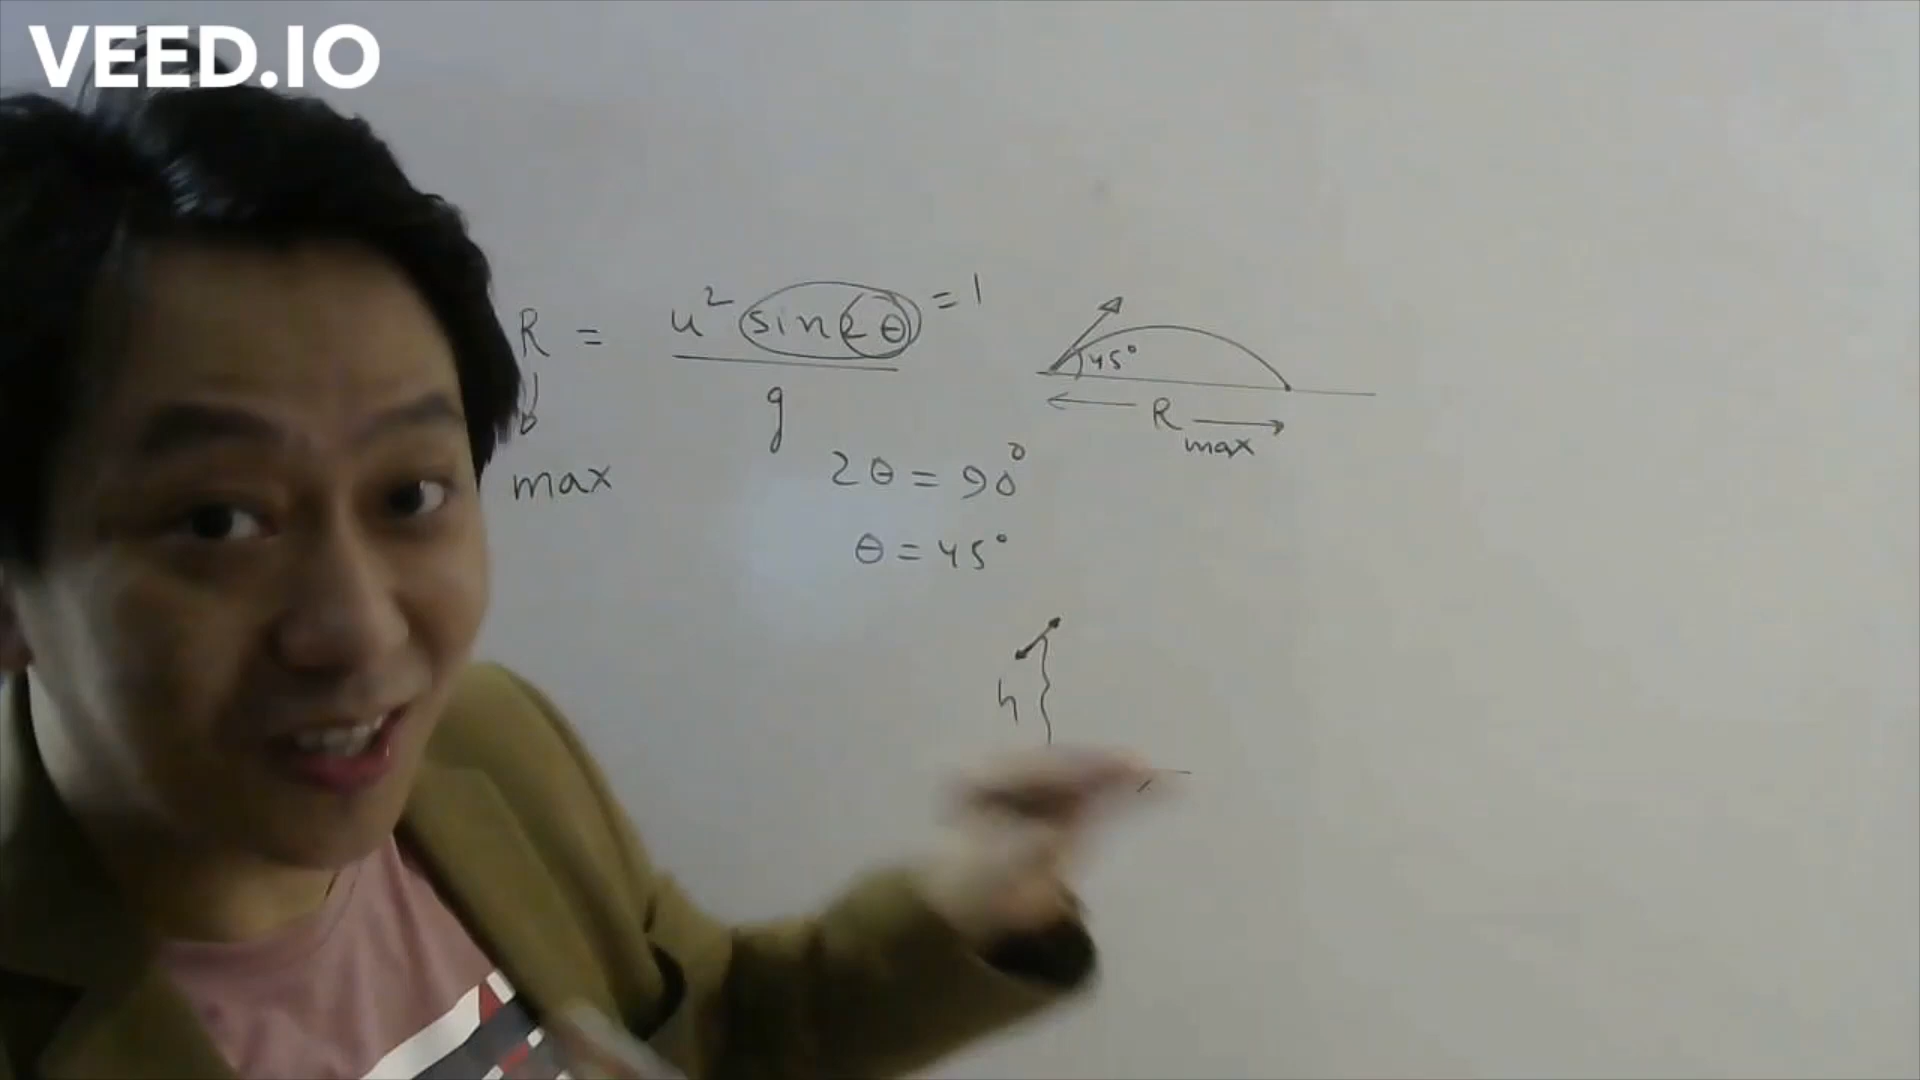 VEED.IO
R = u² sin2θ = 1
g
max
2θ = 90°
θ = 45°
45°
R max
h